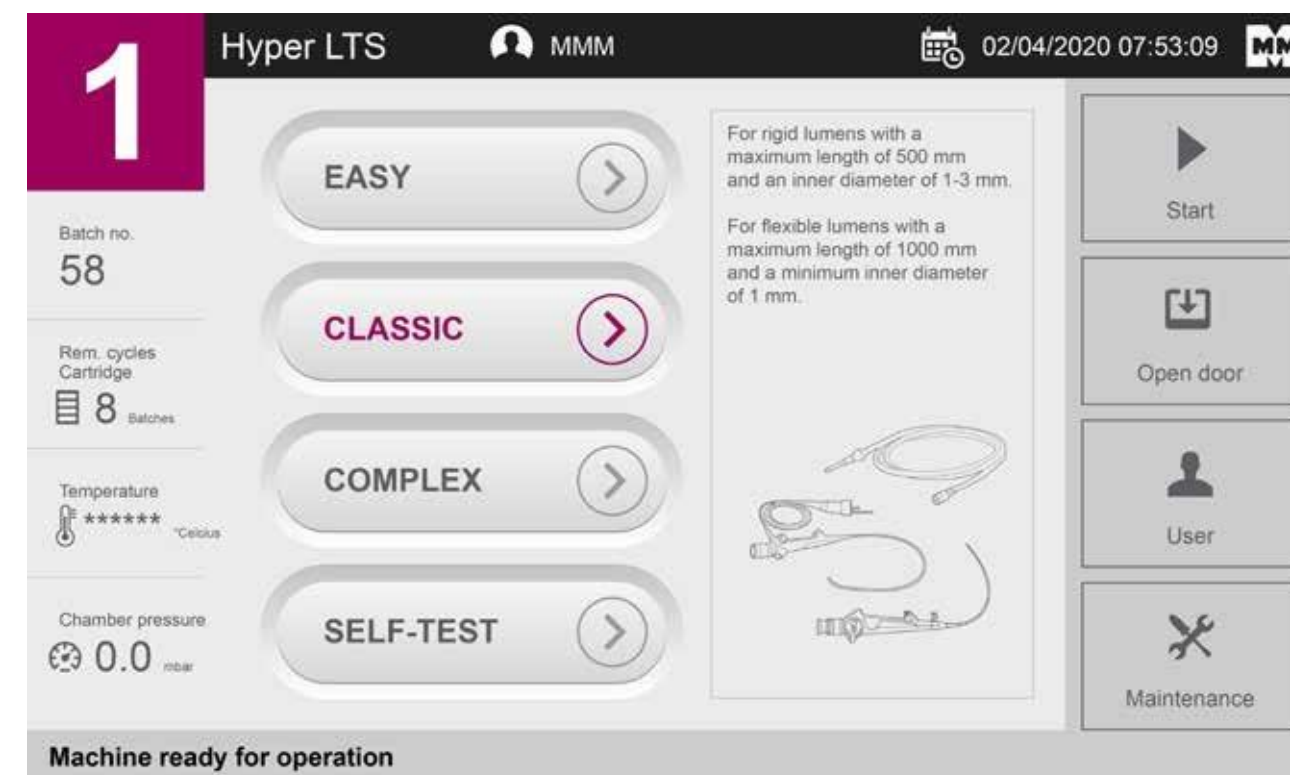 1
Hyper LTS
MMM
02/04/2020 07:53:09
MM
Batch no.
58
Rem. cycles
Cartridge
8 Batches
Temperature
****** °Celsius
Chamber pressure
0.0 mbar
EASY
CLASSIC
COMPLEX
SELF-TEST
For rigid lumens with a
maximum length of 500 mm
and an inner diameter of 1-3 mm.
For flexible lumens with a
maximum length of 1000 mm
and a minimum inner diameter
of 1 mm.
Start
Open door
User
Maintenance
Machine ready for operation